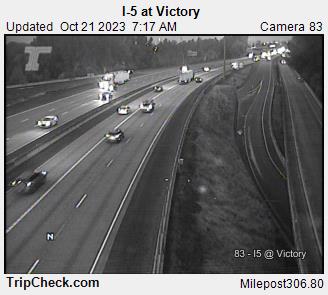 I-5 at Victory
Updated Oct 21 2023 7:17 AM Camera 83
T
N
83 - I5 @ Victory
TripCheck.com Milepost306.80